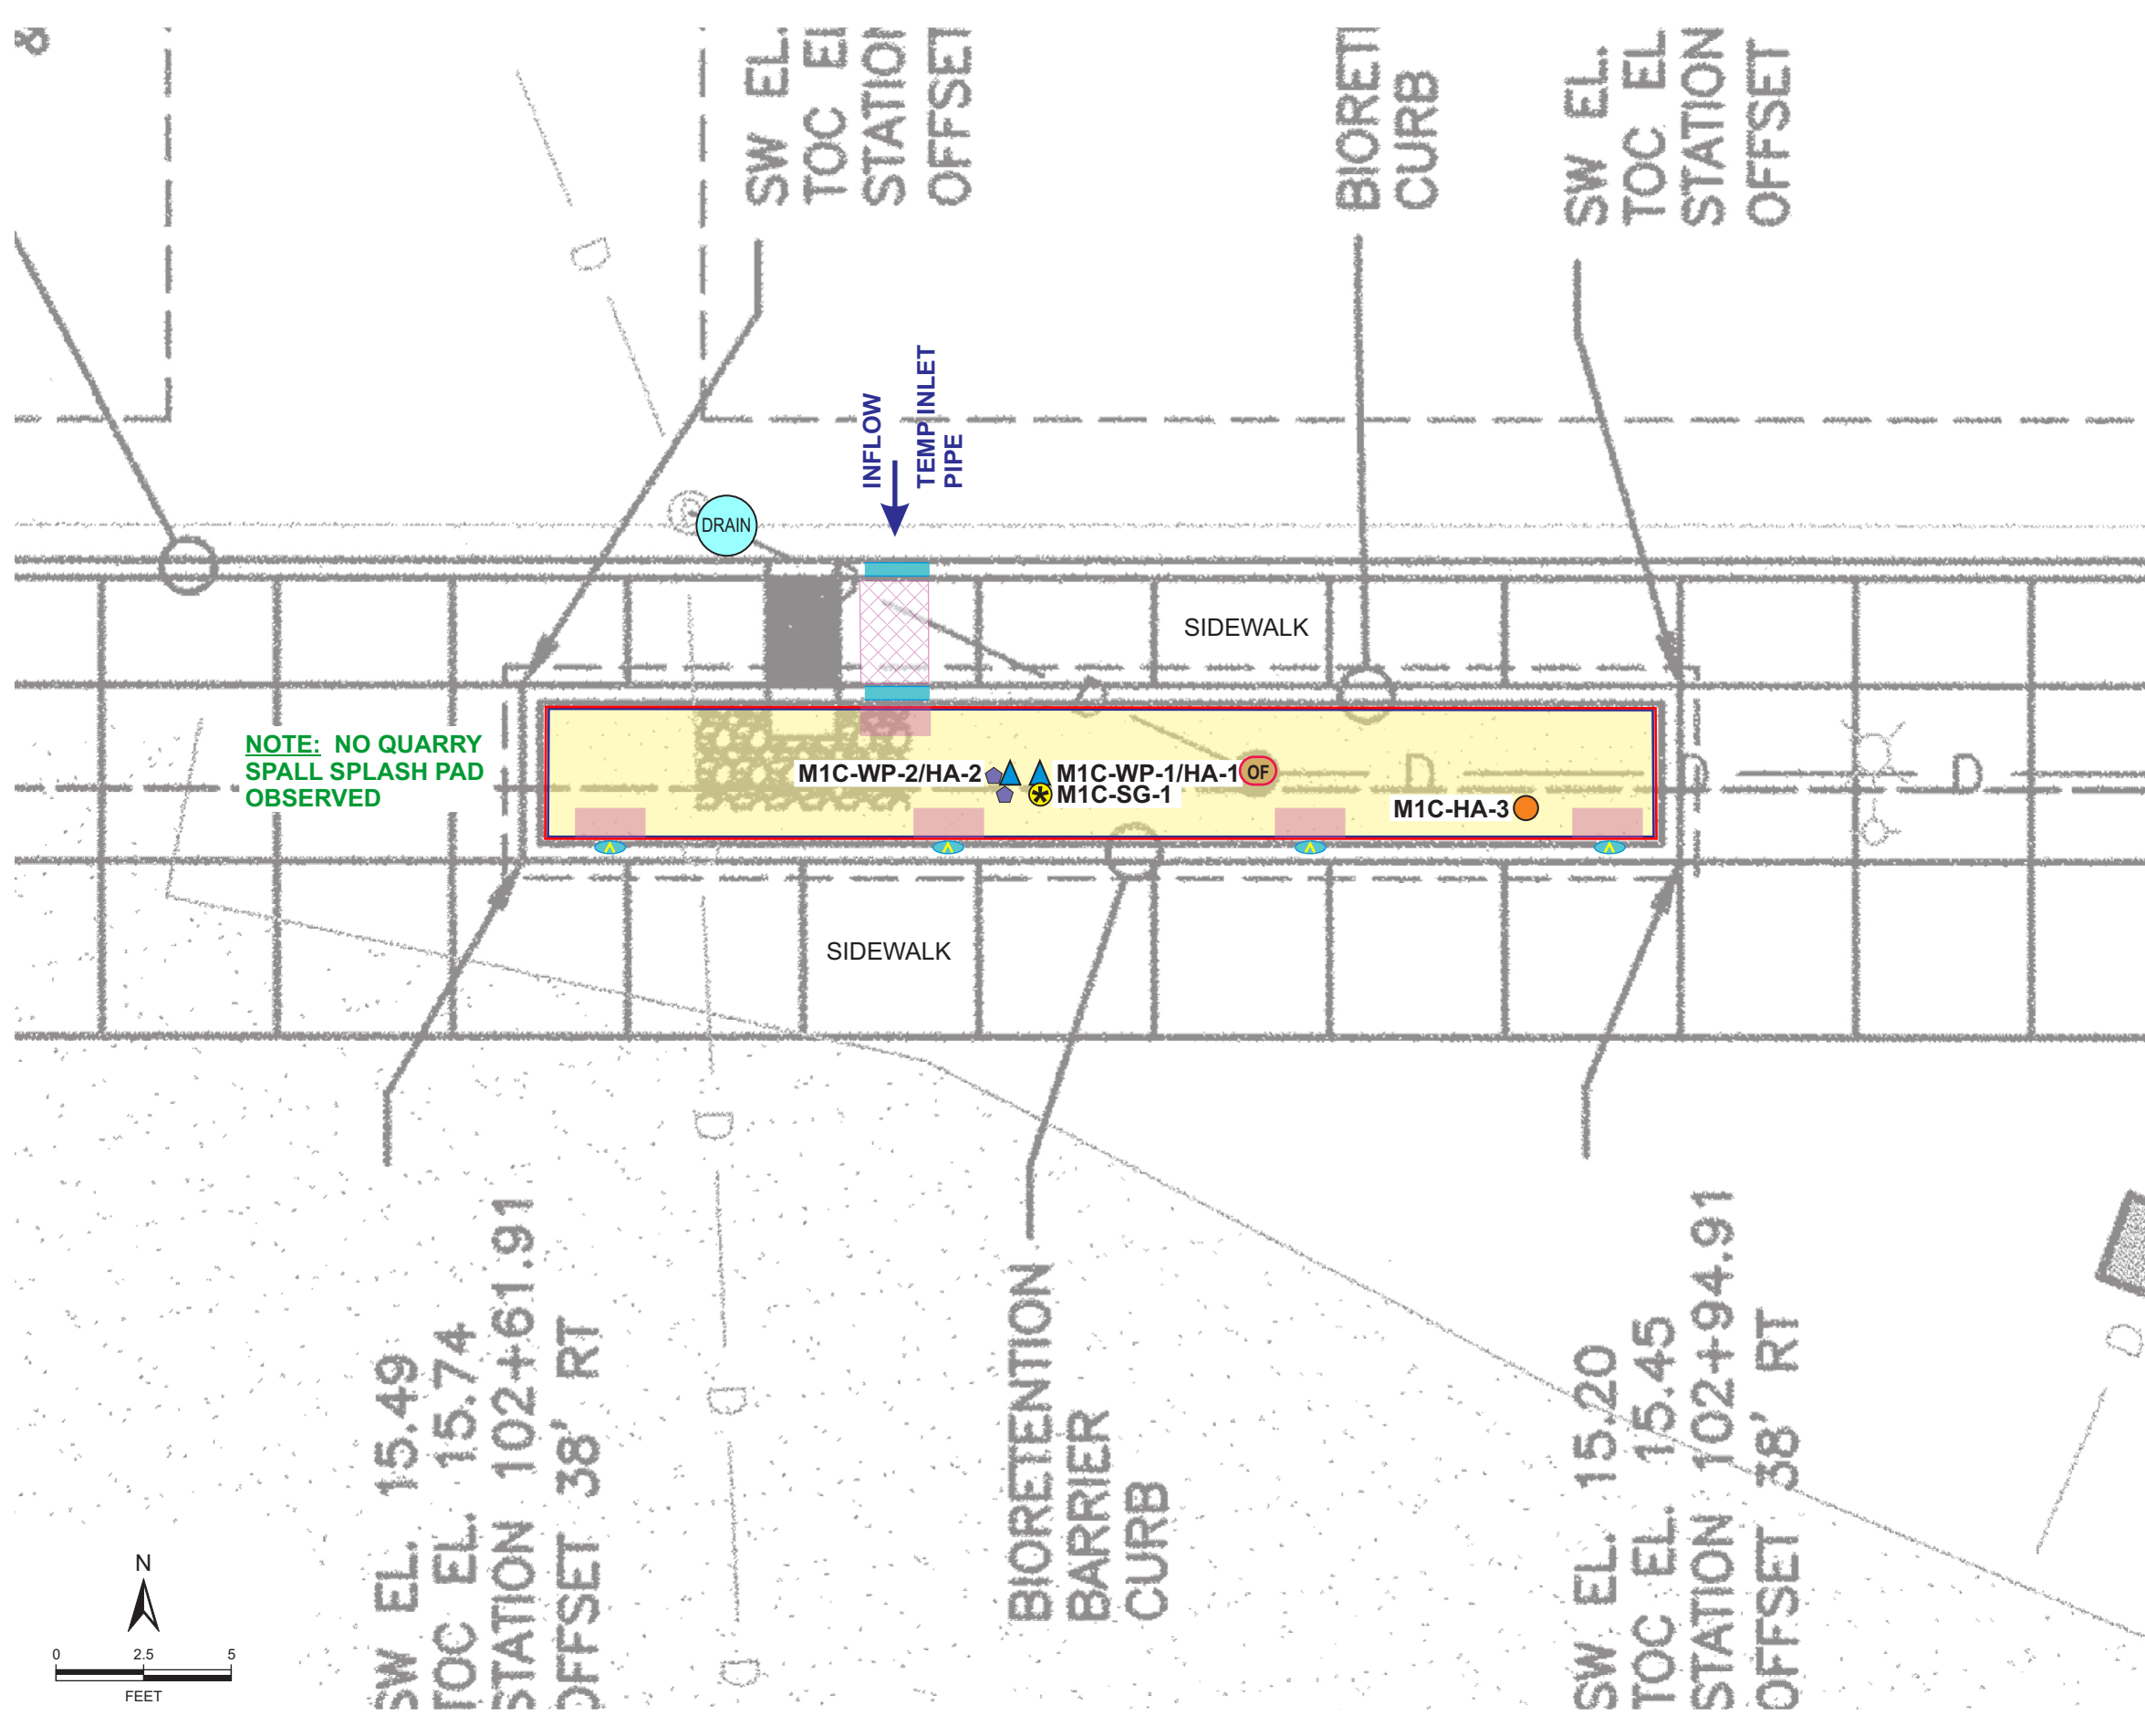 &
SW EL.
TOC EL
STATION
OFFSET
BIORETI
CURB
SW EL.
TOC EL
STATION
OFFSET
D
INFLOW
TEMP INLET
PIPE
DRAIN
SIDEWALK
NOTE: NO QUARRY
SPALL SPLASH PAD
OBSERVED
M1C-WP-2/HA-2
M1C-WP-1/HA-1
OF
M1C-SG-1
M1C-HA-3
D
D
D
SIDEWALK
D
D
D
D
SW EL. 15.49
TOC EL. 15.74
STATION 102+61.91
OFFSET 38' RT
BIORETENTION
BARRIER
CURB
SW EL. 15.20
TOC EL. 15.45
STATION 102+94.91
OFFSET 38' RT
N
0 2.5 5
FEET